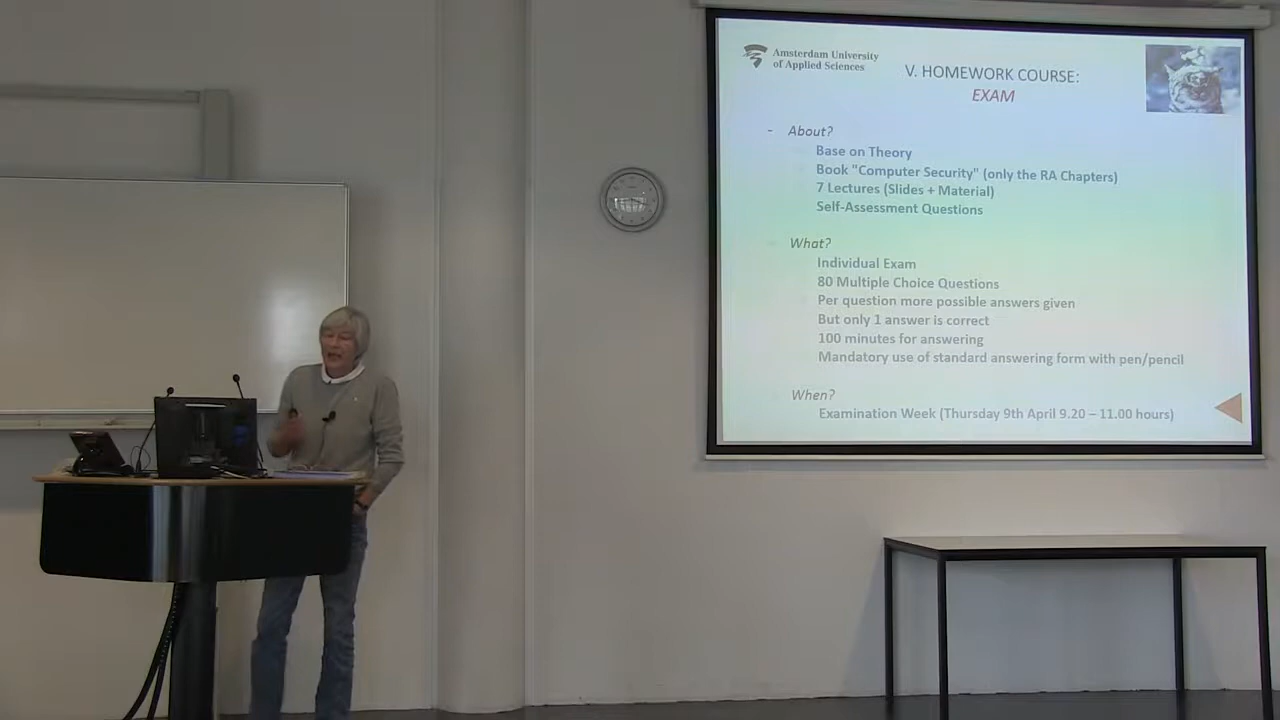 Amsterdam University
of Applied Sciences
V. HOMEWORK COURSE:
EXAM
- About?
Base on Theory
Book "Computer Security" (only the RA Chapters)
7 Lectures (Slides + Material)
Self-Assessment Questions
What?
Individual Exam
80 Multiple Choice Questions
Per question more possible answers given
But only 1 answer is correct
100 minutes for answering
Mandatory use of standard answering form with pen/pencil
When?
Examination Week (Thursday 9th April 9.20 – 11.00 hours)